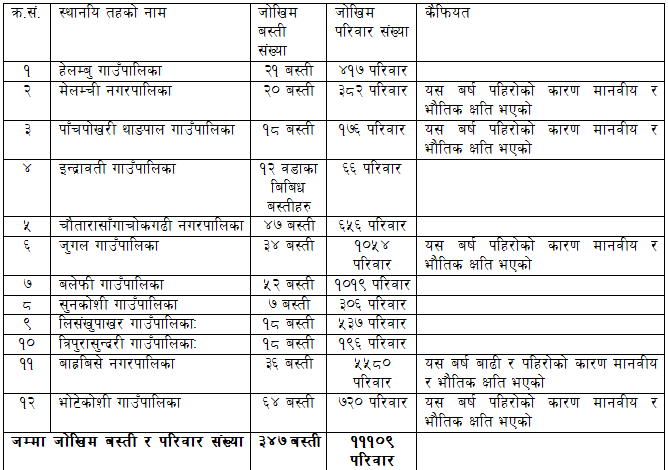 क्र.सं. स्थानीय तहको नाम जोखिम बस्ती संख्या जोखिम परिवार संख्या कैफियत
१ हेलम्बु गाउँपालिका २१ बस्ती ४१७ परिवार
२ मेलम्ची नगरपालिका २० बस्ती ३८२ परिवार यस बर्ष पहिरोको कारण मानवीय र भौतिक क्षति भएको
३ पाँचपोखरी थाङपाल गाउँपालिका १८ बस्ती १७६ परिवार यस बर्ष पहिरोको कारण मानवीय र भौतिक क्षति भएको
४ इन्द्रावती गाउँपालिका १२ वडाका बिबिध बस्तीहरु ६६ परिवार
५ चौतारासाँगाचोकगढी नगरपालिका ४७ बस्ती ६५६ परिवार
६ जुगल गाउँपालिका ३४ बस्ती १०५४ परिवार यस बर्ष पहिरोको कारण मानवीय र भौतिक क्षति भएको
७ बलेफी गाउँपालिका ५२ बस्ती १०१९ परिवार
८ सुनकोशी गाउँपालिका ७ बस्ती ३०६ परिवार
९ लिसंखुपाखर गाउँपालिका: १८ बस्ती ५३७ परिवार
१० त्रिपुरासुन्दरी गाउँपालिका: १८ बस्ती १९६ परिवार
११ बाह्रबिसे नगरपालिका ३६ बस्ती ५५८० परिवार यस बर्ष बाढी र पहिरोको कारण मानवीय र भौतिक क्षति भएको
१२ भोटेकोशी गाउँपालिका ६४ बस्ती ७२० परिवार यस बर्ष पहिरोको कारण मानवीय र भौतिक क्षति भएको
जम्मा जोखिम वस्ती र परिवार संख्या ३४७ वस्ती १११०९ परिवार